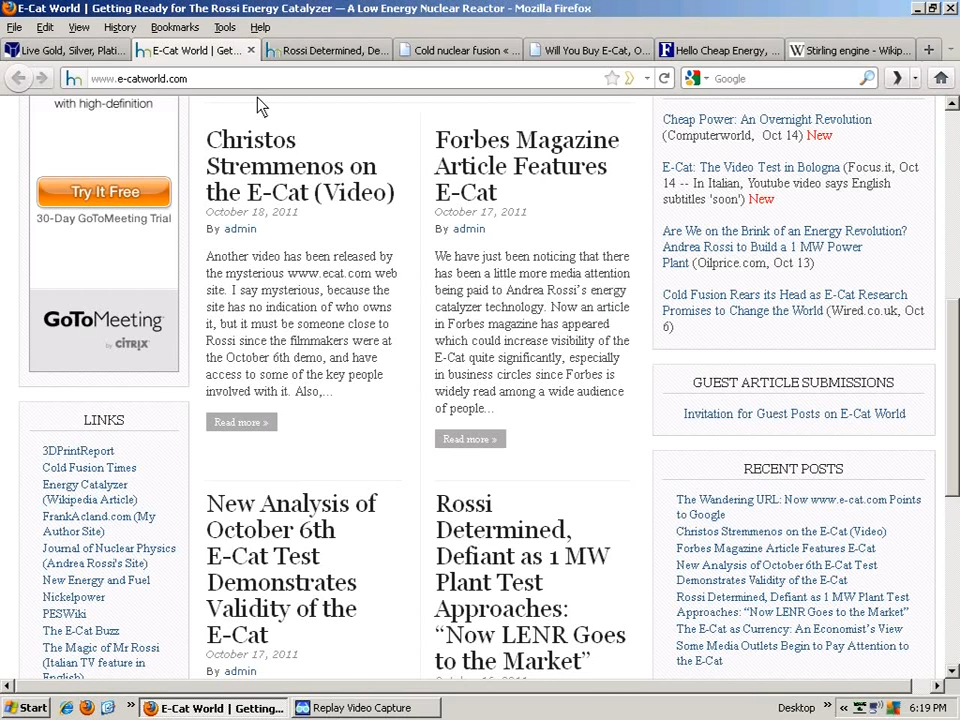 E-Cat World | Getting Ready for The Rossi Energy Catalyzer — A Low Energy Nuclear Reactor - Mozilla Firefox
File Edit View History Bookmarks Tools Help
Live Gold, Silver, Plati... E-Cat World | Get... × Rossi Determined, De... Cold nuclear fusion « ... Will You Buy E-Cat, O... Hello Cheap Energy, ... Stirling engine - Wikip...
www.e-catworld.com
Google
with high-definition
Try It Free
30-Day GoToMeeting Trial
GoToMeeting
by CITRIX
LINKS
3DPrintReport
Cold Fusion Times
Energy Catalyzer
(Wikipedia Article)
FrankAcland.com (My
Author Site)
Journal of Nuclear Physics
(Andrea Rossi's Site)
New Energy and Fuel
Nickelpower
PESWiki
The E-Cat Buzz
The Magic of Mr Rossi
(Italian TV feature in
English)
Christos
Stremmenos on
the E-Cat (Video)
October 18, 2011
By admin
Another video has been released by
the mysterious www.ecat.com web
site. I say mysterious, because the
site has no indication of who owns
it, but it must be someone close to
Rossi since the filmmakers were at
the October 6th demo, and have
access to some of the key people
involved with it. Also,...
Read more »
Forbes Magazine
Article Features
E-Cat
October 17, 2011
By admin
We have just been noticing that there
has been a little more media attention
being paid to Andrea Rossi's energy
catalyzer technology. Now an article
in Forbes magazine has appeared
which could increase visibility of the
E-Cat quite significantly, especially
in business circles since Forbes is
widely read among a wide audience
of people...
Read more »
New Analysis of
October 6th
E-Cat Test
Demonstrates
Validity of the
E-Cat
October 17, 2011
By admin
Rossi
Determined,
Defiant as 1 MW
Plant Test
Approaches:
“Now LENR Goes
to the Market”
Cheap Power: An Overnight Revolution
(Computerworld, Oct 14) New
E-Cat: The Video Test in Bologna (Focus.it, Oct
14 -- In Italian, Youtube video says English
subtitles 'soon') New
Are We on the Brink of an Energy Revolution?
Andrea Rossi to Build a 1 MW Power
Plant (Oilprice.com, Oct 13)
Cold Fusion Rears its Head as E-Cat Research
Promises to Change the World (Wired.co.uk, Oct
6)
GUEST ARTICLE SUBMISSIONS
Invitation for Guest Posts on E-Cat World
RECENT POSTS
The Wandering URL: Now www.e-cat.com Points
to Google
Christos Stremmenos on the E-Cat (Video)
Forbes Magazine Article Features E-Cat
New Analysis of October 6th E-Cat Test
Demonstrates Validity of the E-Cat
Rossi Determined, Defiant as 1 MW Plant Test
Approaches: “Now LENR Goes to the Market”
The E-Cat as Currency: An Economist's View
Some Media Outlets Begin to Pay Attention to
the E-Cat
Start » E-Cat World | Getting... Replay Video Capture Desktop » « 6:19 PM